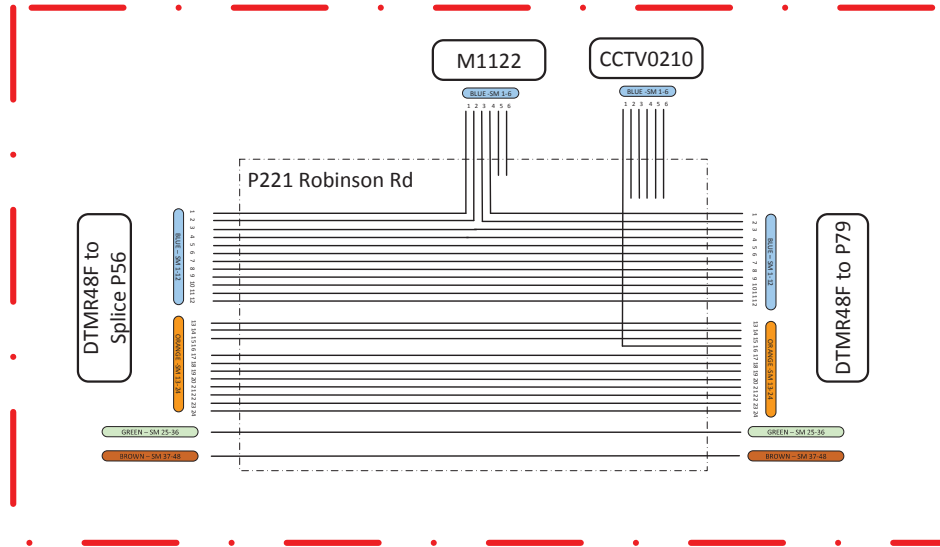 M1122
CCTV0210
BLUE -SM 1-6
BLUE -SM 1-6
1 2 3 4 5 6
1 2 3 4 5 6
P221 Robinson Rd
DTMR48F to
Splice P56
BLUE – SM 1-12
1
2
3
4
5
6
7
8
9
10
11
12
ORANGE -SM 13-24
13
14
15
16
17
18
19
20
21
22
23
24
GREEN – SM 25-36
BROWN – SM 37-48
1
2
3
4
5
6
7
8
9
10
11
12
BLUE – SM 1-12
13
14
15
16
17
18
19
20
21
22
23
24
ORANGE -SM 13-24
DTMR48F to P79
GREEN – SM 25-36
BROWN – SM 37-48